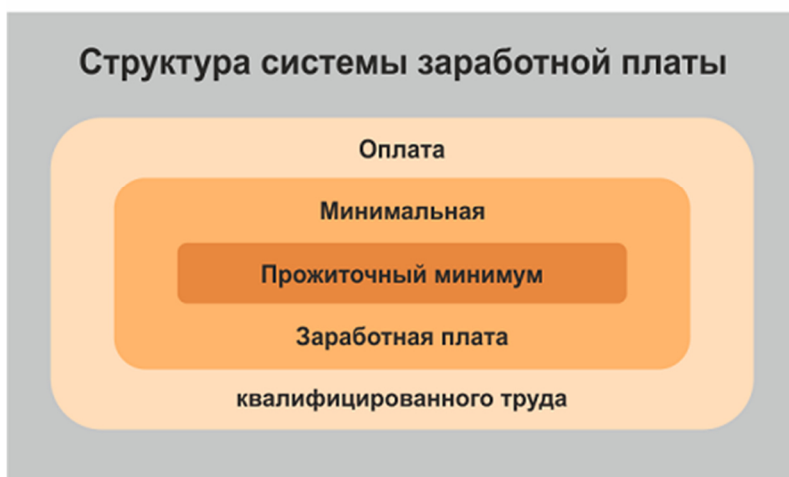 Структура системы заработной платы
Оплата
Минимальная
Прожиточный минимум
Заработная плата
квалифицированного труда